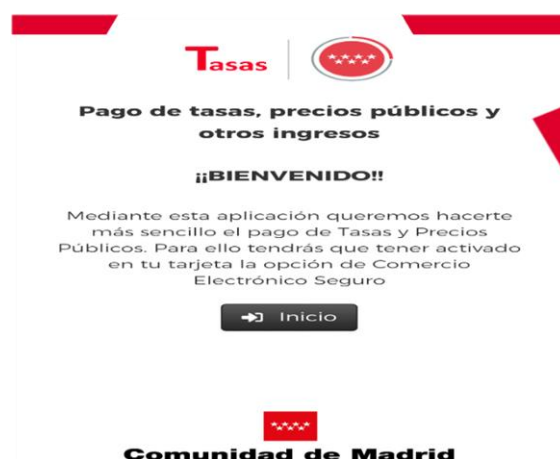 Tasas
Pago de tasas, precios públicos y
otros ingresos
¡¡BIENVENIDO!!
Mediante esta aplicación queremos hacerte
más sencillo el pago de Tasas y Precios
Públicos. Para ello tendrás que tener activado
en tu tarjeta la opción de Comercio
Electrónico Seguro
Inicio
Comunidad de Madrid